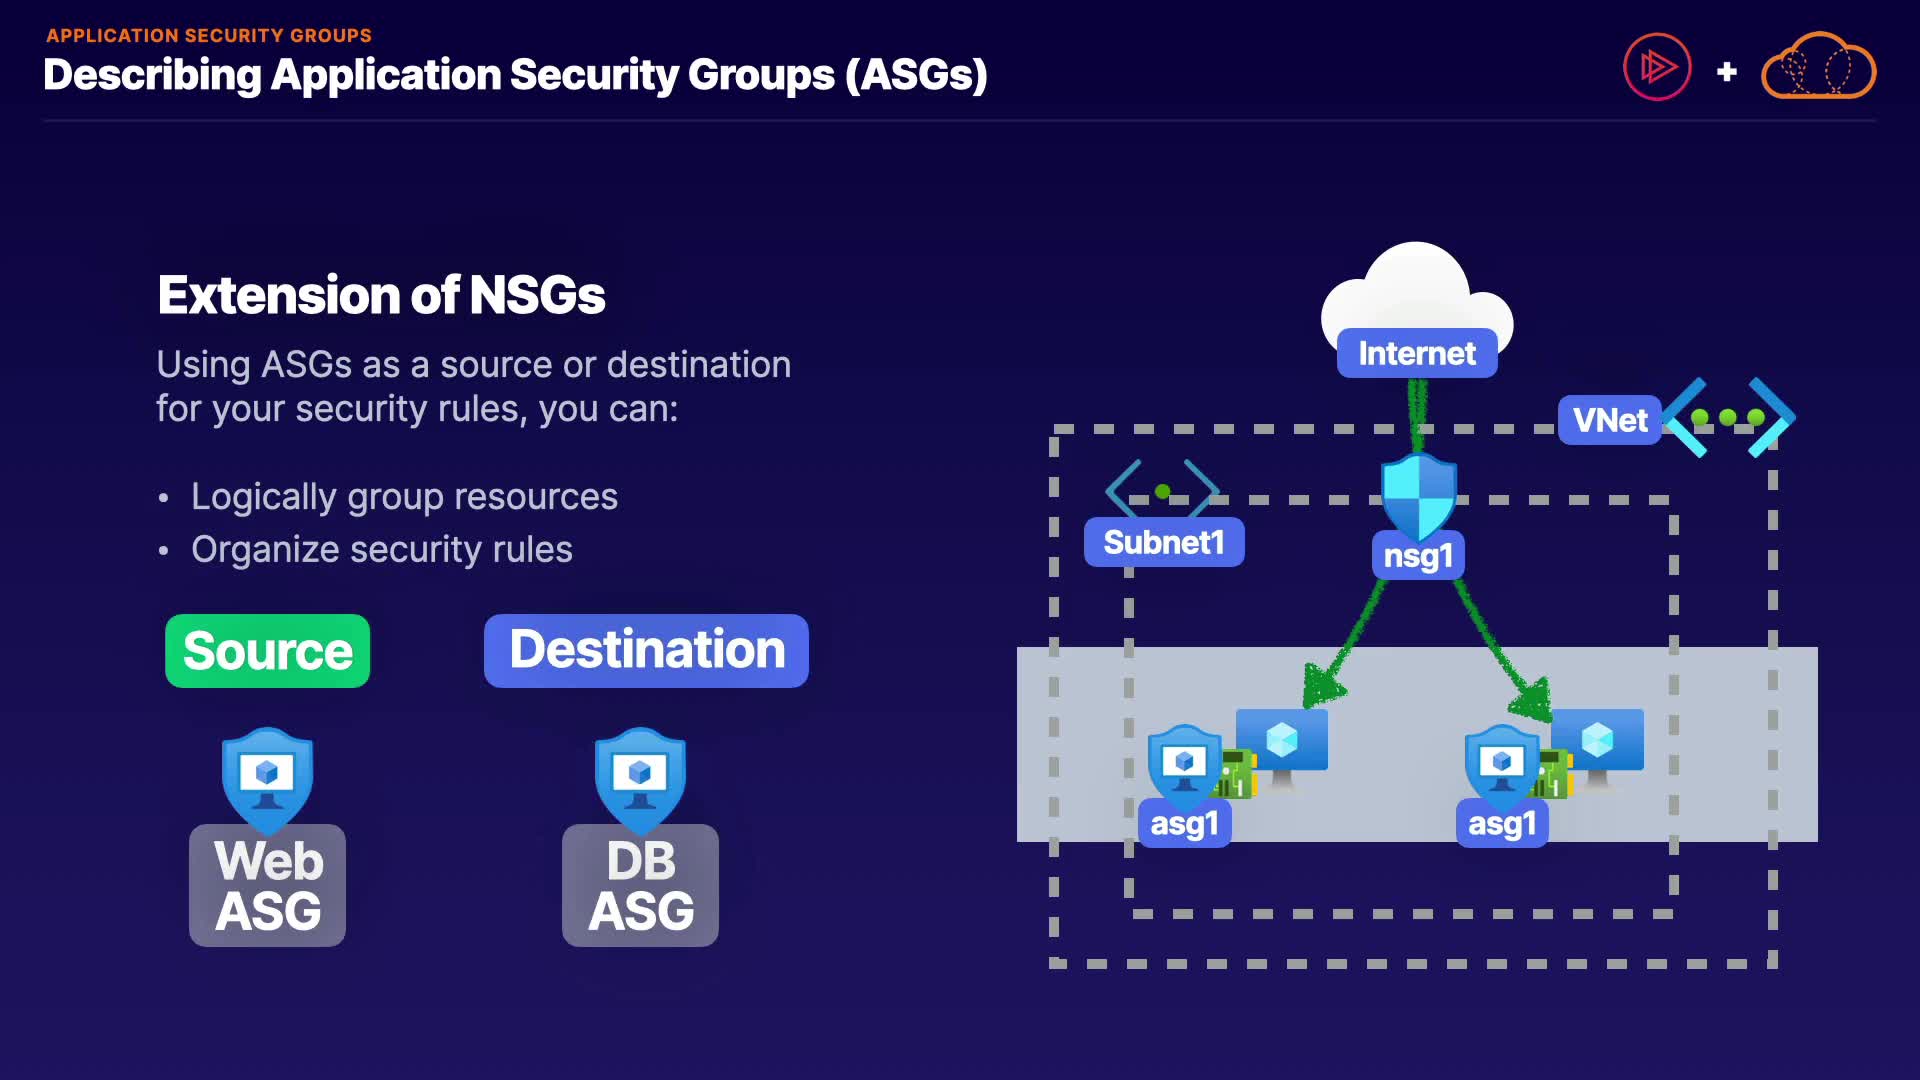 APPLICATION SECURITY GROUPS
Describing Application Security Groups (ASGs)
Extension of NSGs
Using ASGs as a source or destination
for your security rules, you can:
• Logically group resources
• Organize security rules
Source
Destination
Web
ASG
DB
ASG
Internet
VNet
Subnet1
nsg1
asg1
asg1